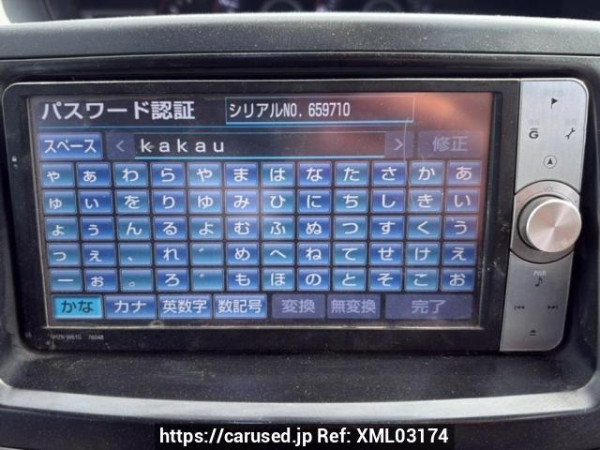 パスワード認証 シリアルNO. 659710
スペース < kakau > 修正
ゃ ぁ わ ら や ま は な た さ か あ
ゅ ぃ を り ゆ み ひ に ち し き い
ょ ぅ ん る よ む ふ ぬ つ す く う
っ ぇ 、 れ ゛ め へ ね て せ け え
ー ぉ 。 ろ ゜ も ほ の と そ こ お
かな カナ 英数字 数記号 変換 無変換 完了
G
PWR
https://carused.jp Ref: XML03174